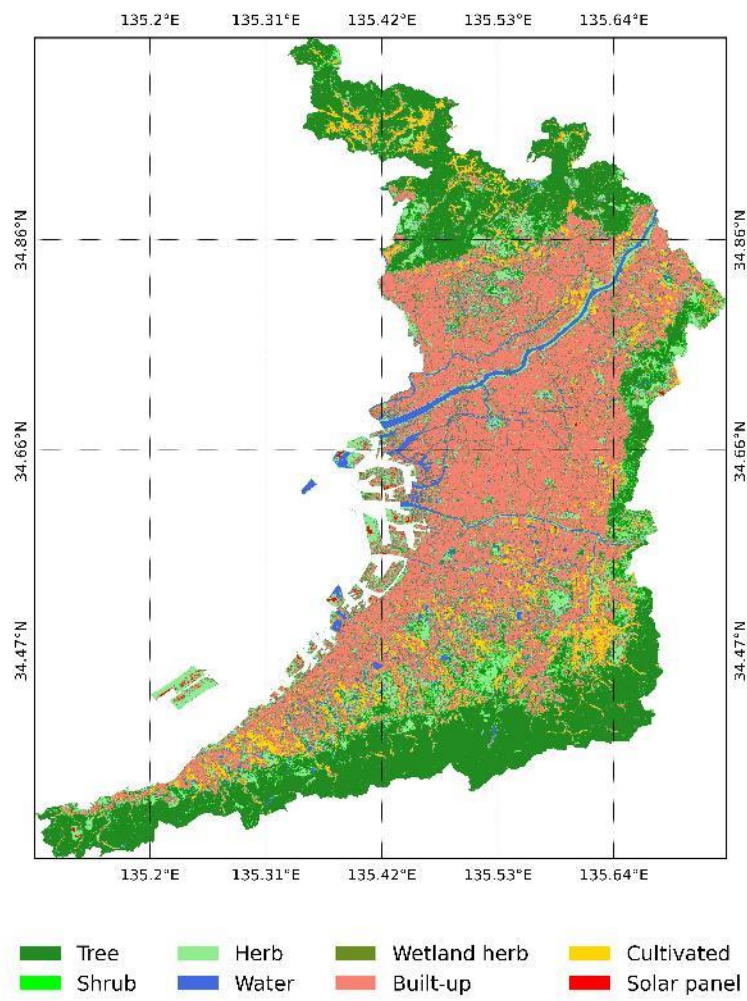 135.2°E 135.31°E 135.42°E 135.53°E 135.64°E
34.86°N 34.86°N
34.66°N 34.66°N
34.47°N 34.47°N
135.2°E 135.31°E 135.42°E 135.53°E 135.64°E
Tree Herb Wetland herb Cultivated
Shrub Water Built-up Solar panel